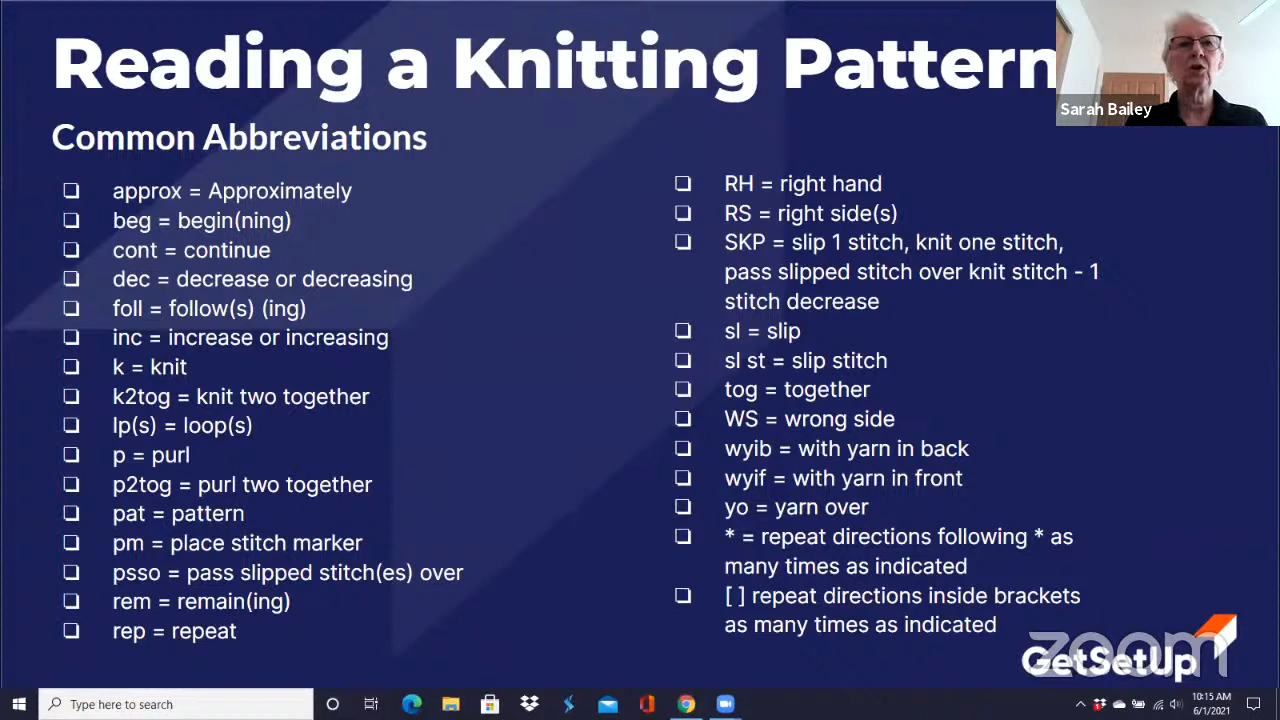 Reading a Knitting Pattern
Sarah Bailey
Common Abbreviations
❏ approx = Approximately
❏ beg = begin(ning)
❏ cont = continue
❏ dec = decrease or decreasing
❏ foll = follow(s) (ing)
❏ inc = increase or increasing
❏ k = knit
❏ k2tog = knit two together
❏ lp(s) = loop(s)
❏ p = purl
❏ p2tog = purl two together
❏ pat = pattern
❏ pm = place stitch marker
❏ psso = pass slipped stitch(es) over
❏ rem = remain(ing)
❏ rep = repeat
❏ RH = right hand
❏ RS = right side(s)
❏ SKP = slip 1 stitch, knit one stitch,
pass slipped stitch over knit stitch - 1
stitch decrease
❏ sl = slip
❏ sl st = slip stitch
❏ tog = together
❏ WS = wrong side
❏ wyib = with yarn in back
❏ wyif = with yarn in front
❏ yo = yarn over
❏ * = repeat directions following * as
many times as indicated
❏ [ ] repeat directions inside brackets
as many times as indicated
zoom
GetSetUp
Type here to search
10:15 AM
6/1/2021